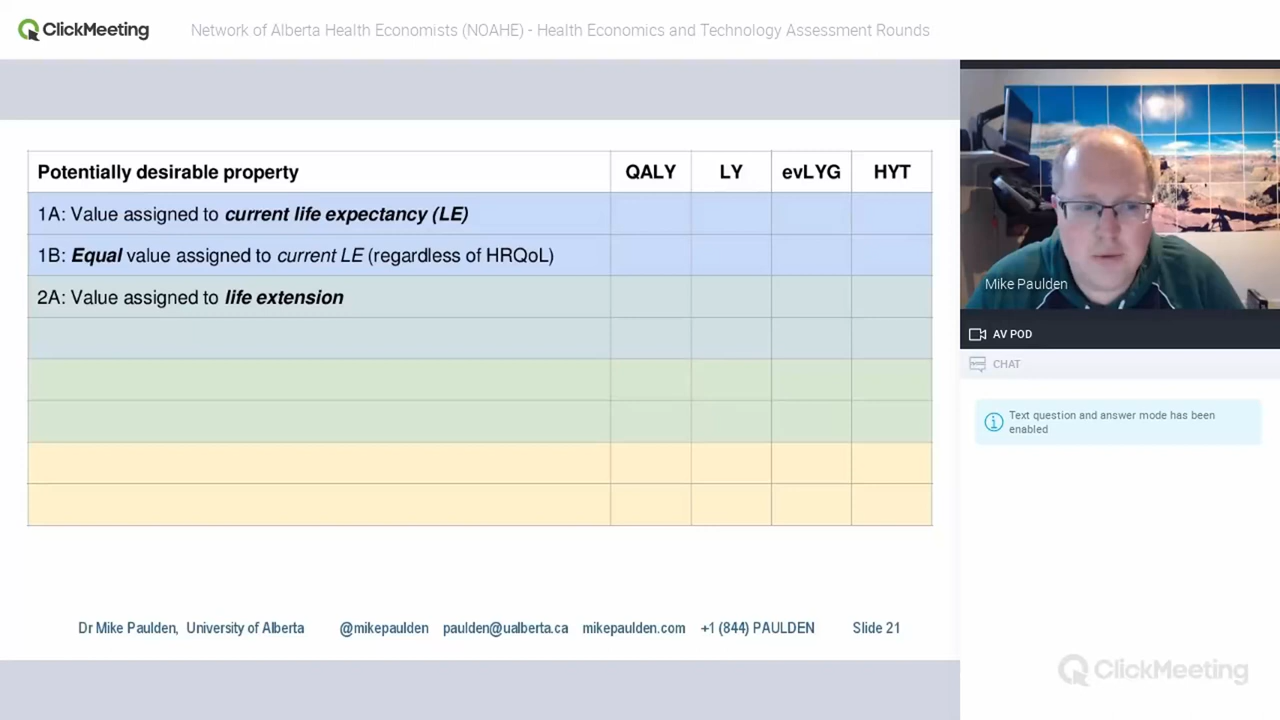 ClickMeeting
Network of Alberta Health Economists (NOAHE) - Health Economics and Technology Assessment Rounds
Potentially desirable property QALY LY evLYG HYT
1A: Value assigned to current life expectancy (LE)
1B: Equal value assigned to current LE (regardless of HRQoL)
2A: Value assigned to life extension
Dr Mike Paulden, University of Alberta @mikepaulden paulden@ualberta.ca mikepaulden.com +1 (844) PAULDEN Slide 21
Mike Paulden
AV POD
CHAT
Text question and answer mode has been
enabled
ClickMeeting